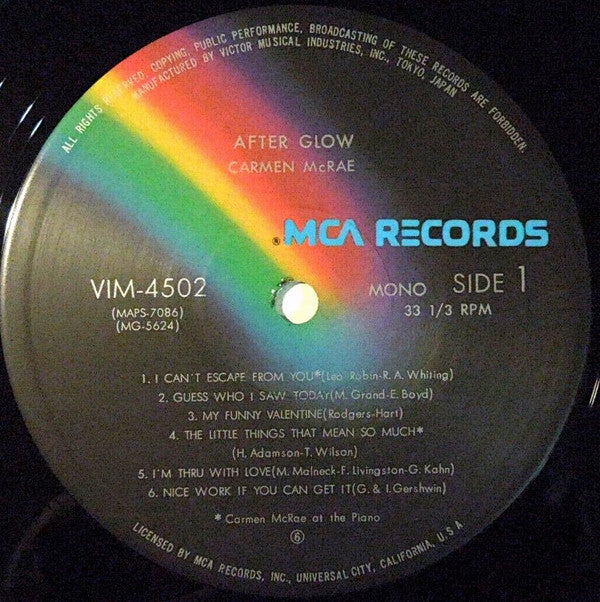 ALL RIGHTS RESERVED. COPYING, PUBLIC PERFORMANCE, BROADCASTING OF THESE RECORDS ARE FORBIDDEN.
MANUFACTURED BY VICTOR MUSICAL INDUSTRIES, INC., TOKYO, JAPAN
AFTER GLOW
CARMEN McRAE
® MCA RECORDS
VIM-4502
(MAPS-7086)
(MG-5624)
MONO SIDE 1
33 1/3 RPM
1. I CAN'T ESCAPE FROM YOU*(Leo Robin-R. A. Whiting)
2. GUESS WHO I SAW TODAY(M. Grand-E. Boyd)
3. MY FUNNY VALENTINE(Rodgers-Hart)
4. THE LITTLE THINGS THAT MEAN SO MUCH*
(H. Adamson-T. Wilson)
5. I'M THRU WITH LOVE(M. Malneck-F. Livingston-G. Kahn)
6. NICE WORK IF YOU CAN GET IT(G. & I. Gershwin)
* Carmen McRae at the Piano
⑥
LICENSED BY MCA RECORDS, INC., UNIVERSAL CITY, CALIFORNIA, U.S.A